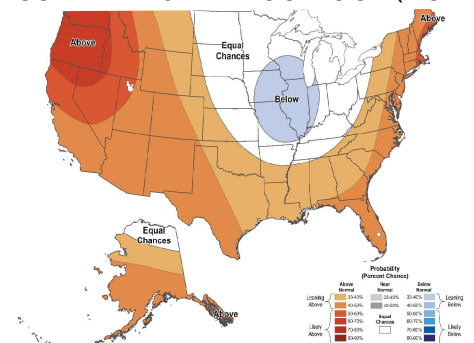 Above
Above
Equal
Chances
Below
Equal
Chances
Above
Probability
(Percent Chance)
Above
Normal
Near
Normal
Below
Normal
Leaning
Above
33-40%
40-50%
33-40%
40-50%
33-40%
40-50%
Leaning
Below
Likely
Above
50-60%
60-70%
70-80%
80-90%
Equal
Chances
50-60%
60-70%
70-80%
80-90%
Likely
Below